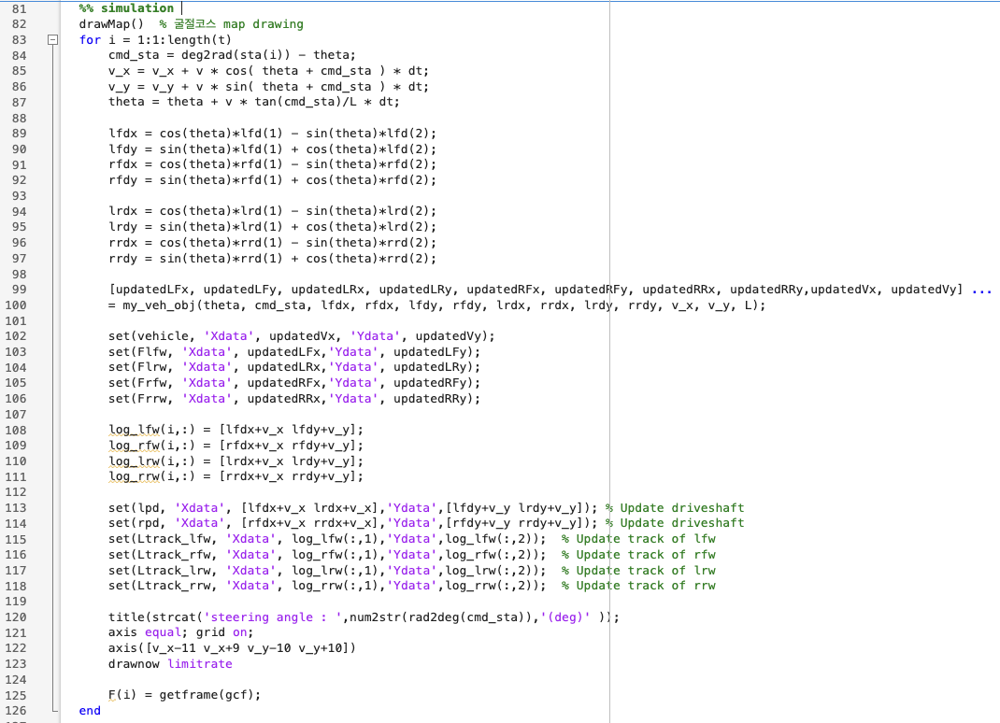 81 %% simulation
82 drawMap()  % 굴절코스 map drawing
83 for i = 1:1:length(t)
84     cmd_sta = deg2rad(sta(i)) − theta;
85     v_x = v_x + v * cos( theta + cmd_sta ) * dt;
86     v_y = v_y + v * sin( theta + cmd_sta ) * dt;
87     theta = theta + v * tan(cmd_sta)/L * dt;
88
89     lfdx = cos(theta)*lfd(1) − sin(theta)*lfd(2);
90     lfdy = sin(theta)*lfd(1) + cos(theta)*lfd(2);
91     rfdx = cos(theta)*rfd(1) − sin(theta)*rfd(2);
92     rfdy = sin(theta)*rfd(1) + cos(theta)*rfd(2);
93
94     lrdx = cos(theta)*lrd(1) − sin(theta)*lrd(2);
95     lrdy = sin(theta)*lrd(1) + cos(theta)*lrd(2);
96     rrdx = cos(theta)*rrd(1) − sin(theta)*rrd(2);
97     rrdy = sin(theta)*rrd(1) + cos(theta)*rrd(2);
98
99     [updatedLFx, updatedLFy, updatedLRx, updatedLRy, updatedRFx, updatedRFy, updatedRRx, updatedRRy,updatedVx, updatedVy] ...
100     = my_veh_obj(theta, cmd_sta, lfdx, rfdx, lfdy, rfdy, lrdx, rrdx, lrdy, rrdy, v_x, v_y, L);
101
102     set(vehicle, 'Xdata', updatedVx, 'Ydata', updatedVy);
103     set(Flfw, 'Xdata', updatedLFx,'Ydata', updatedLFy);
104     set(Flrw, 'Xdata', updatedLRx,'Ydata', updatedLRy);
105     set(Frfw, 'Xdata', updatedRFx,'Ydata', updatedRFy);
106     set(Frrw, 'Xdata', updatedRRx,'Ydata', updatedRRy);
107
108     log_lfw(i,:) = [lfdx+v_x lfdy+v_y];
109     log_rfw(i,:) = [rfdx+v_x rfdy+v_y];
110     log_lrw(i,:) = [lrdx+v_x lrdy+v_y];
111     log_rrw(i,:) = [rrdx+v_x rrdy+v_y];
112
113     set(lpd, 'Xdata', [lfdx+v_x lrdx+v_x],'Ydata',[lfdy+v_y lrdy+v_y]); % Update driveshaft
114     set(rpd, 'Xdata', [rfdx+v_x rrdx+v_x],'Ydata',[rfdy+v_y rrdy+v_y]); % Update driveshaft
115     set(Ltrack_lfw, 'Xdata', log_lfw(:,1),'Ydata',log_lfw(:,2));  % Update track of lfw
116     set(Ltrack_rfw, 'Xdata', log_rfw(:,1),'Ydata',log_rfw(:,2));  % Update track of rfw
117     set(Ltrack_lrw, 'Xdata', log_lrw(:,1),'Ydata',log_lrw(:,2));  % Update track of lrw
118     set(Ltrack_rrw, 'Xdata', log_rrw(:,1),'Ydata',log_rrw(:,2));  % Update track of rrw
119
120     title(strcat('steering angle : ',num2str(rad2deg(cmd_sta)),'(deg)' ));
121     axis equal; grid on;
122     axis([v_x−11 v_x+9 v_y−10 v_y+10])
123     drawnow limitrate
124
125     F(i) = getframe(gcf);
126 end